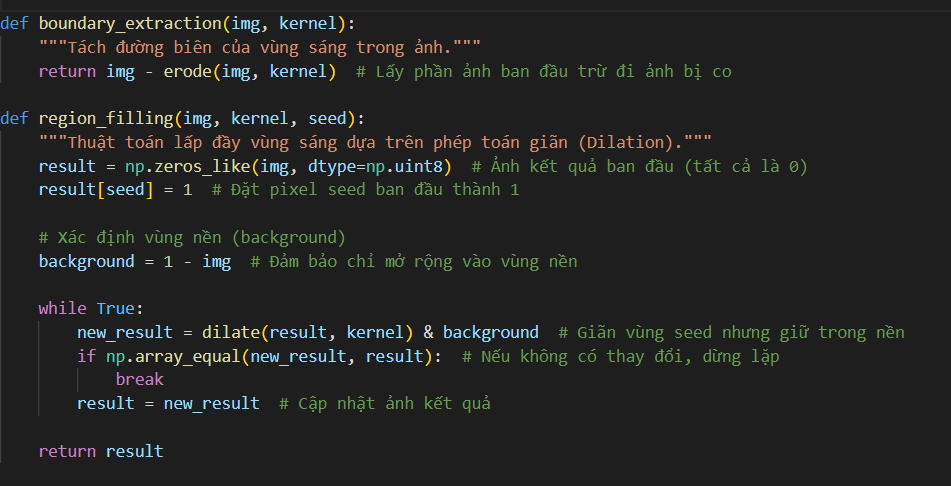 def boundary_extraction(img, kernel):
    """Tách đường biên của vùng sáng trong ảnh."""
    return img - erode(img, kernel)  # Lấy phần ảnh ban đầu trừ đi ảnh bị co
def region_filling(img, kernel, seed):
    """Thuật toán lấp đầy vùng sáng dựa trên phép toán giãn (Dilation)."""
    result = np.zeros_like(img, dtype=np.uint8)  # Ảnh kết quả ban đầu (tất cả là 0)
    result[seed] = 1  # Đặt pixel seed ban đầu thành 1
    # Xác định vùng nền (background)
    background = 1 - img  # Đảm bảo chỉ mở rộng vào vùng nền
    while True:
        new_result = dilate(result, kernel) & background  # Giãn vùng seed nhưng giữ trong nền
        if np.array_equal(new_result, result):  # Nếu không có thay đổi, dừng lặp
            break
        result = new_result  # Cập nhật ảnh kết quả
    return result